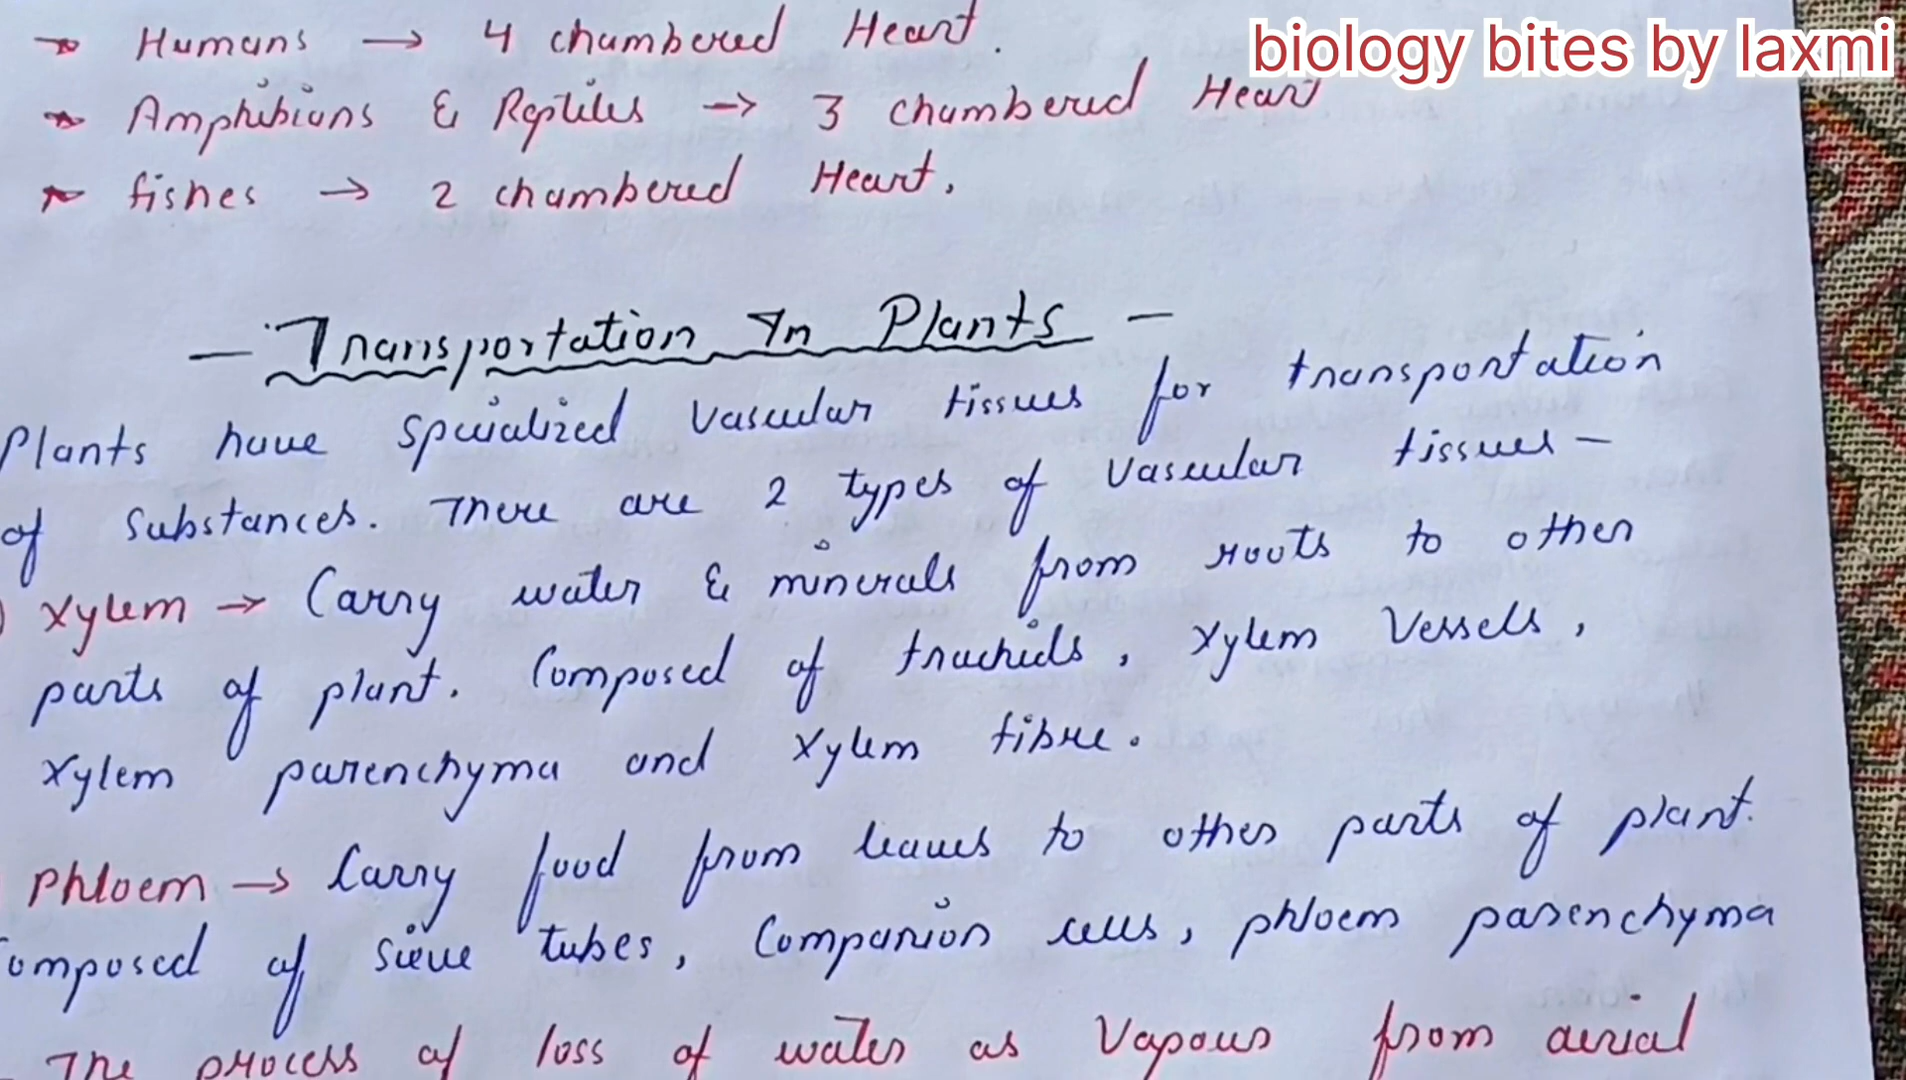 biology bites by laxmi
Humans → 4 chambered Heart.
Amphibians & Reptiles → 3 chambered Heart
fishes → 2 chambered Heart.
- Transportation In Plants -
Plants have specialized vascular tissues for transportation
of substances. There are 2 types of vascular tissues -
) Xylem → Carry water & minerals from roots to other
parts of plant. Composed of trachids, xylem vessels,
xylem parenchyma and xylem fibre.
Phloem → Carry food from leaves to other parts of plant.
omposed of sieve tubes, companion cells, phloem parenchyma
The process of loss of water as vapour from aerial